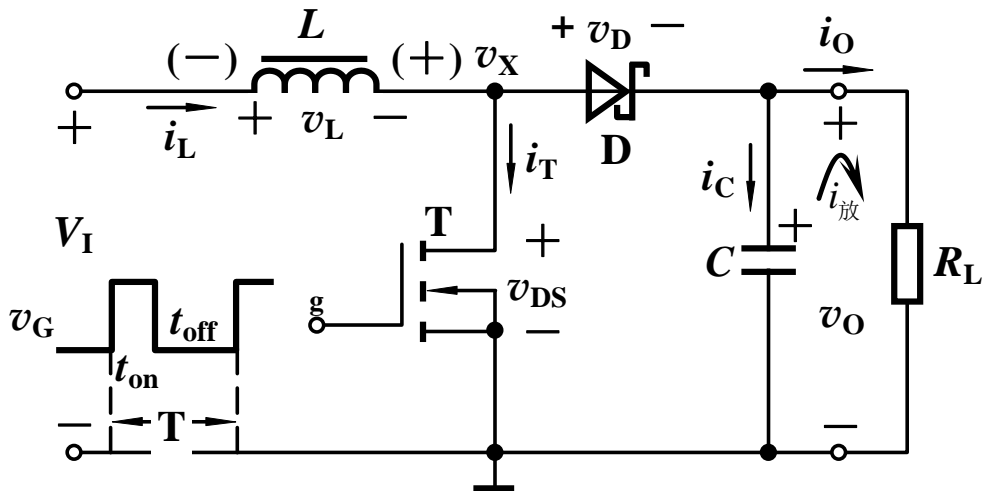 L
(−) (+) v_X + v_D − i_O
+ i_L + v_L − D +
i_T i_C i_放
V_I T + + C R_L
v_G t_off g v_DS v_O
t_on −
− T −